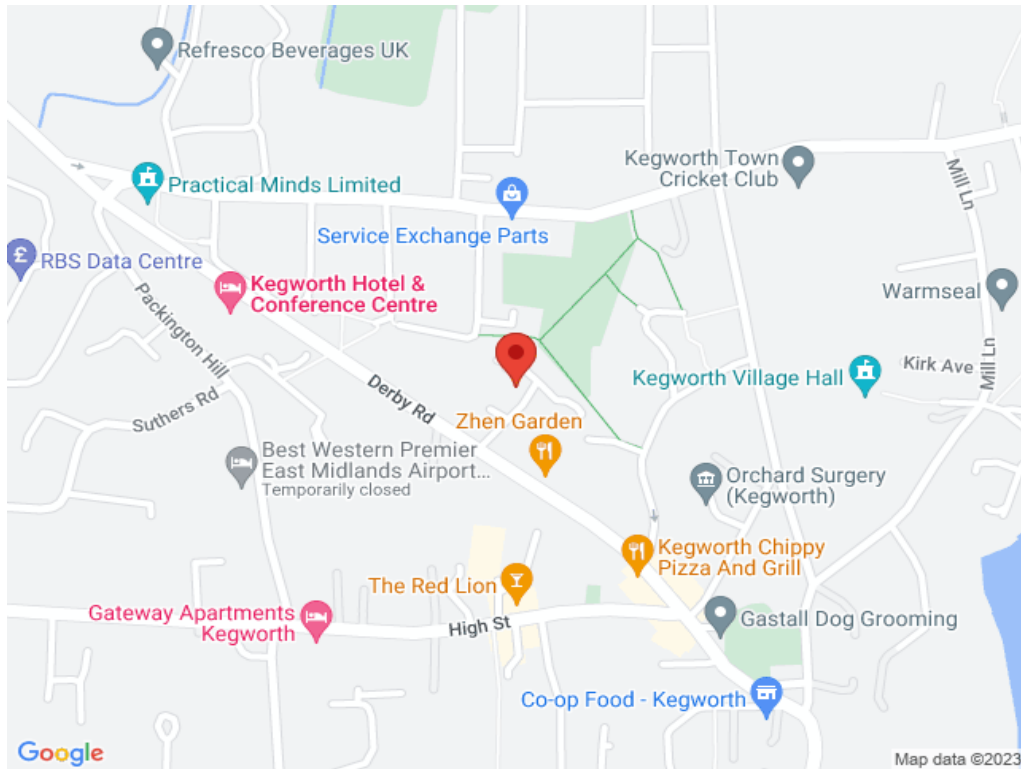 Refresco Beverages UK
Kegworth Town
Cricket Club
Practical Minds Limited
Mill Ln
Service Exchange Parts
RBS Data Centre
Kegworth Hotel &
Conference Centre
Warmseal
Packington Hill
Kirk Ave
Mill Ln
Kegworth Village Hall
Derby Rd
Suthers Rd
Zhen Garden
Best Western Premier
East Midlands Airport...
Temporarily closed
Orchard Surgery
(Kegworth)
Kegworth Chippy
Pizza And Grill
The Red Lion
Gateway Apartments
Kegworth
High St
Gastall Dog Grooming
Co-op Food - Kegworth
Google
Map data ©2023